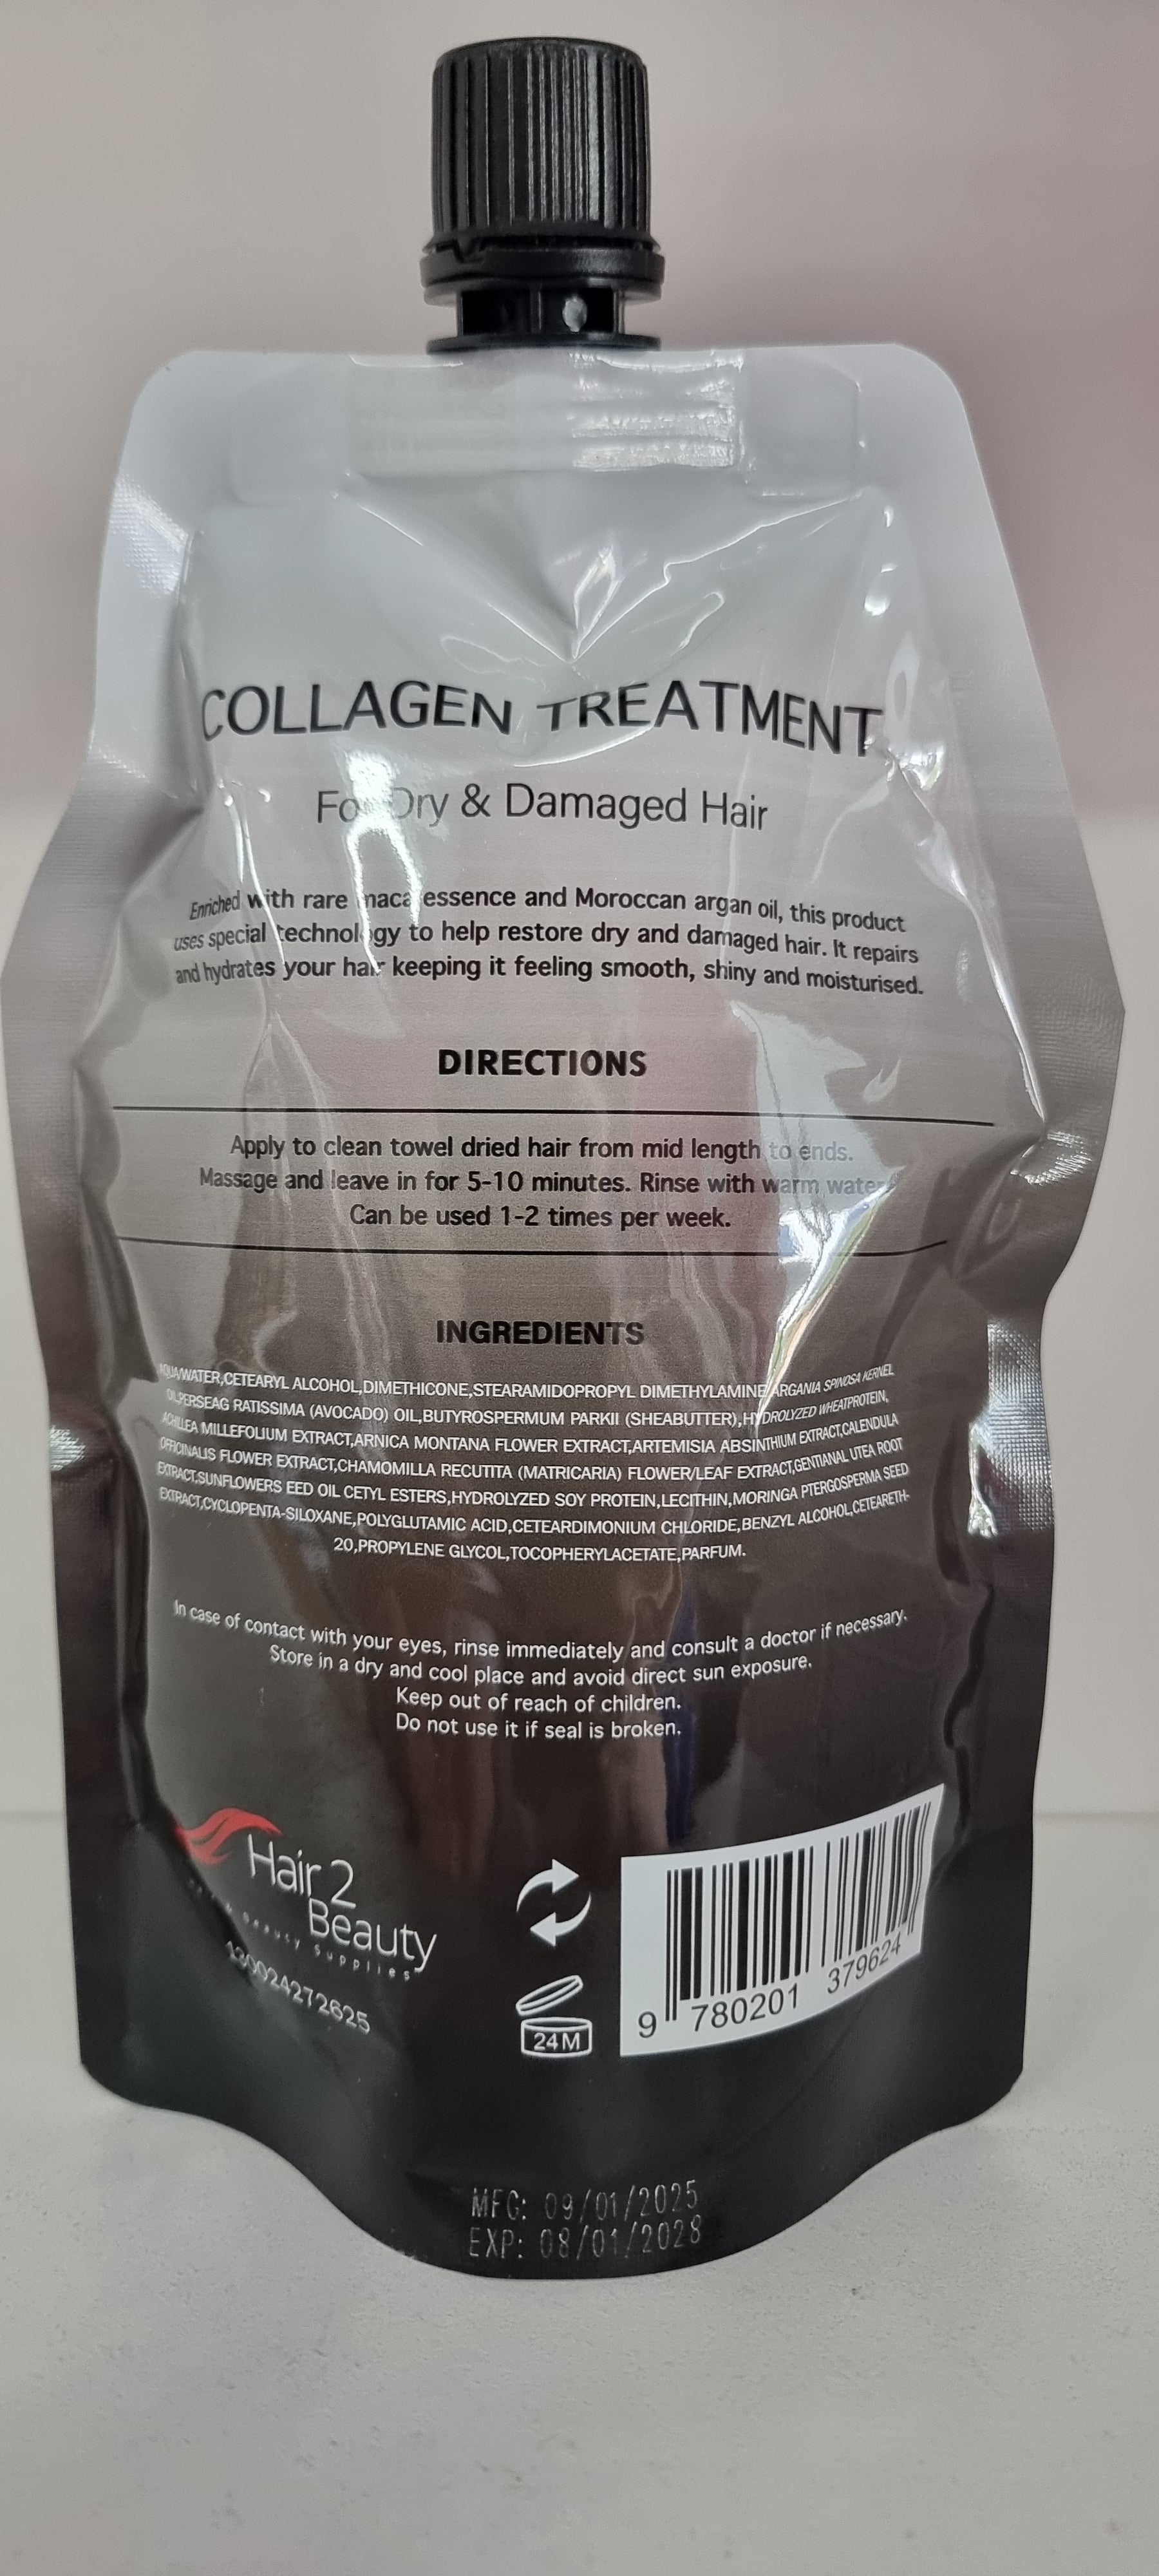 COLLAGEN TREATMENT
For Dry & Damaged Hair
Enriched with rare maca essence and Moroccan argan oil, this product
uses special technology to help restore dry and damaged hair. It repairs
and hydrates your hair keeping it feeling smooth, shiny and moisturised.
DIRECTIONS
Apply to clean towel dried hair from mid length to ends.
Massage and leave in for 5-10 minutes. Rinse with warm water.
Can be used 1-2 times per week.
INGREDIENTS
AQUA/WATER,CETEARYL ALCOHOL,DIMETHICONE,STEARAMIDOPROPYL DIMETHYLAMINE,ARGANIA SPINOSA KERNEL
OIL,PERSEAG RATISSIMA (AVOCADO) OIL,BUTYROSPERMUM PARKII (SHEABUTTER),HYDROLYZED WHEATPROTEIN,
ACHILLEA MILLEFOLIUM EXTRACT,ARNICA MONTANA FLOWER EXTRACT,ARTEMISIA ABSINTHIUM EXTRACT,CALENDULA
OFFICINALIS FLOWER EXTRACT,CHAMOMILLA RECUTITA (MATRICARIA) FLOWER/LEAF EXTRACT,GENTIANAL UTEA ROOT
EXTRACT,SUNFLOWERS EED OIL CETYL ESTERS,HYDROLYZED SOY PROTEIN,LECITHIN,MORINGA PTERGOSPERMA SEED
EXTRACT,CYCLOPENTA-SILOXANE,POLYGLUTAMIC ACID,CETEARDIMONIUM CHLORIDE,BENZYL ALCOHOL,CETEARETH-
20,PROPYLENE GLYCOL,TOCOPHERYLACETATE,PARFUM.
In case of contact with your eyes, rinse immediately and consult a doctor if necessary.
Store in a dry and cool place and avoid direct sun exposure.
Keep out of reach of children.
Do not use it if seal is broken.
Hair 2
Beauty
& Beauty Supplies
130024272625
24M
9 780201 379624
MFG: 09/01/2025
EXP: 08/01/2028